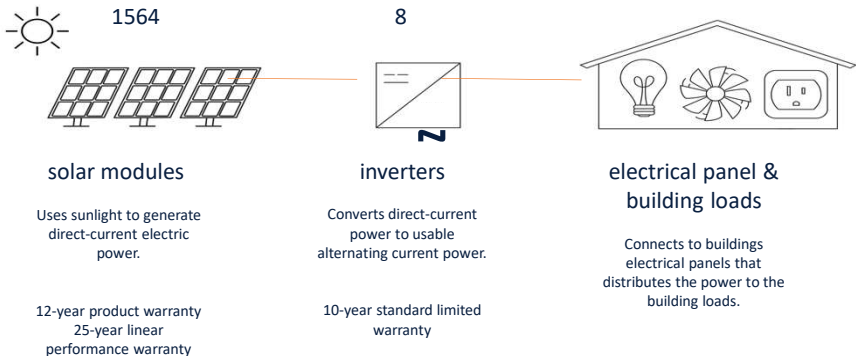 1564
8
solar modules
Uses sunlight to generate
direct-current electric
power.
12-year product warranty
25-year linear
performance warranty
inverters
Converts direct-current
power to usable
alternating current power.
10-year standard limited
warranty
electrical panel &
building loads
Connects to buildings
electrical panels that
distributes the power to the
building loads.